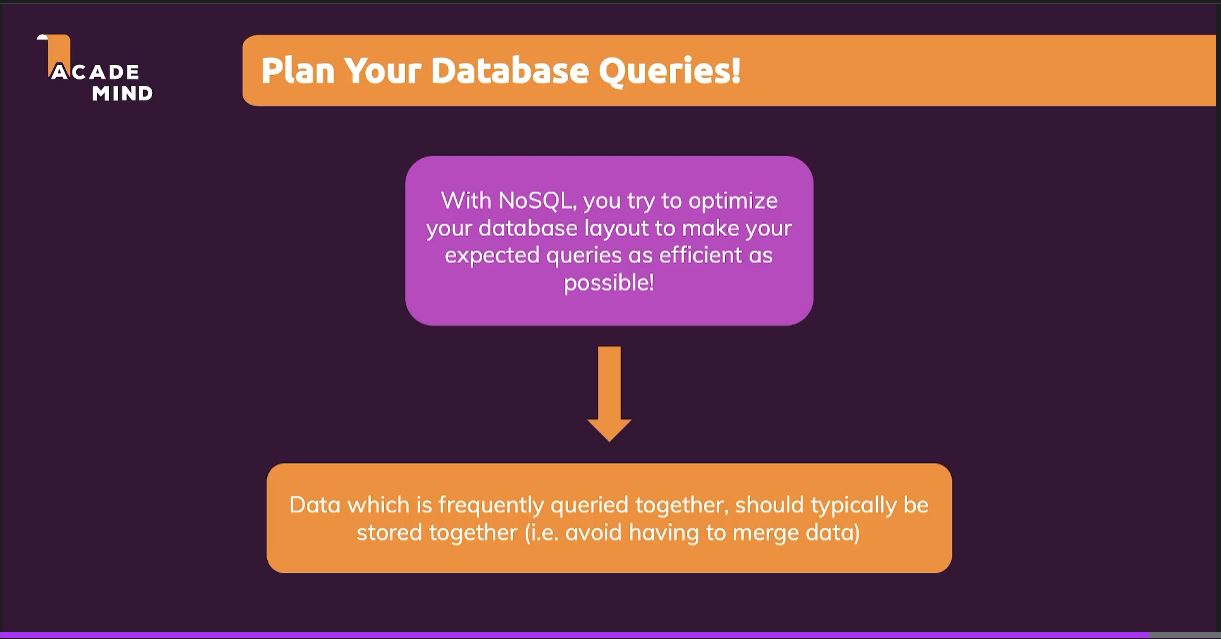 ACADE
MIND
Plan Your Database Queries!
With NoSQL, you try to optimize
your database layout to make your
expected queries as efficient as
possible!
Data which is frequently queried together, should typically be
stored together (i.e. avoid having to merge data)